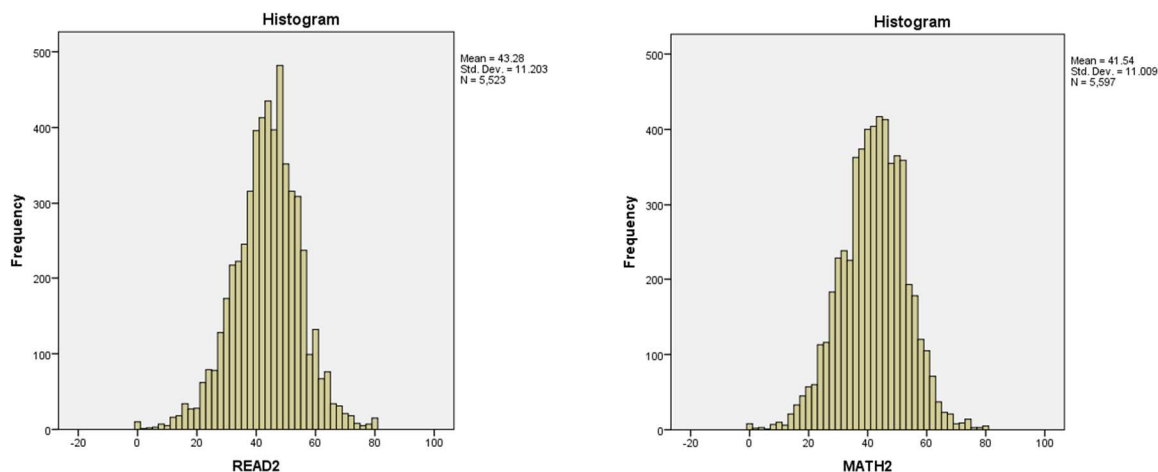 Histogram
Mean = 43.28
Std. Dev. = 11.203
N = 5,523
500
400
300
200
100
0
Frequency
-20 0 20 40 60 80 100
READ2
Histogram
Mean = 41.54
Std. Dev. = 11.009
N = 5,597
500
400
300
200
100
0
Frequency
-20 0 20 40 60 80 100
MATH2